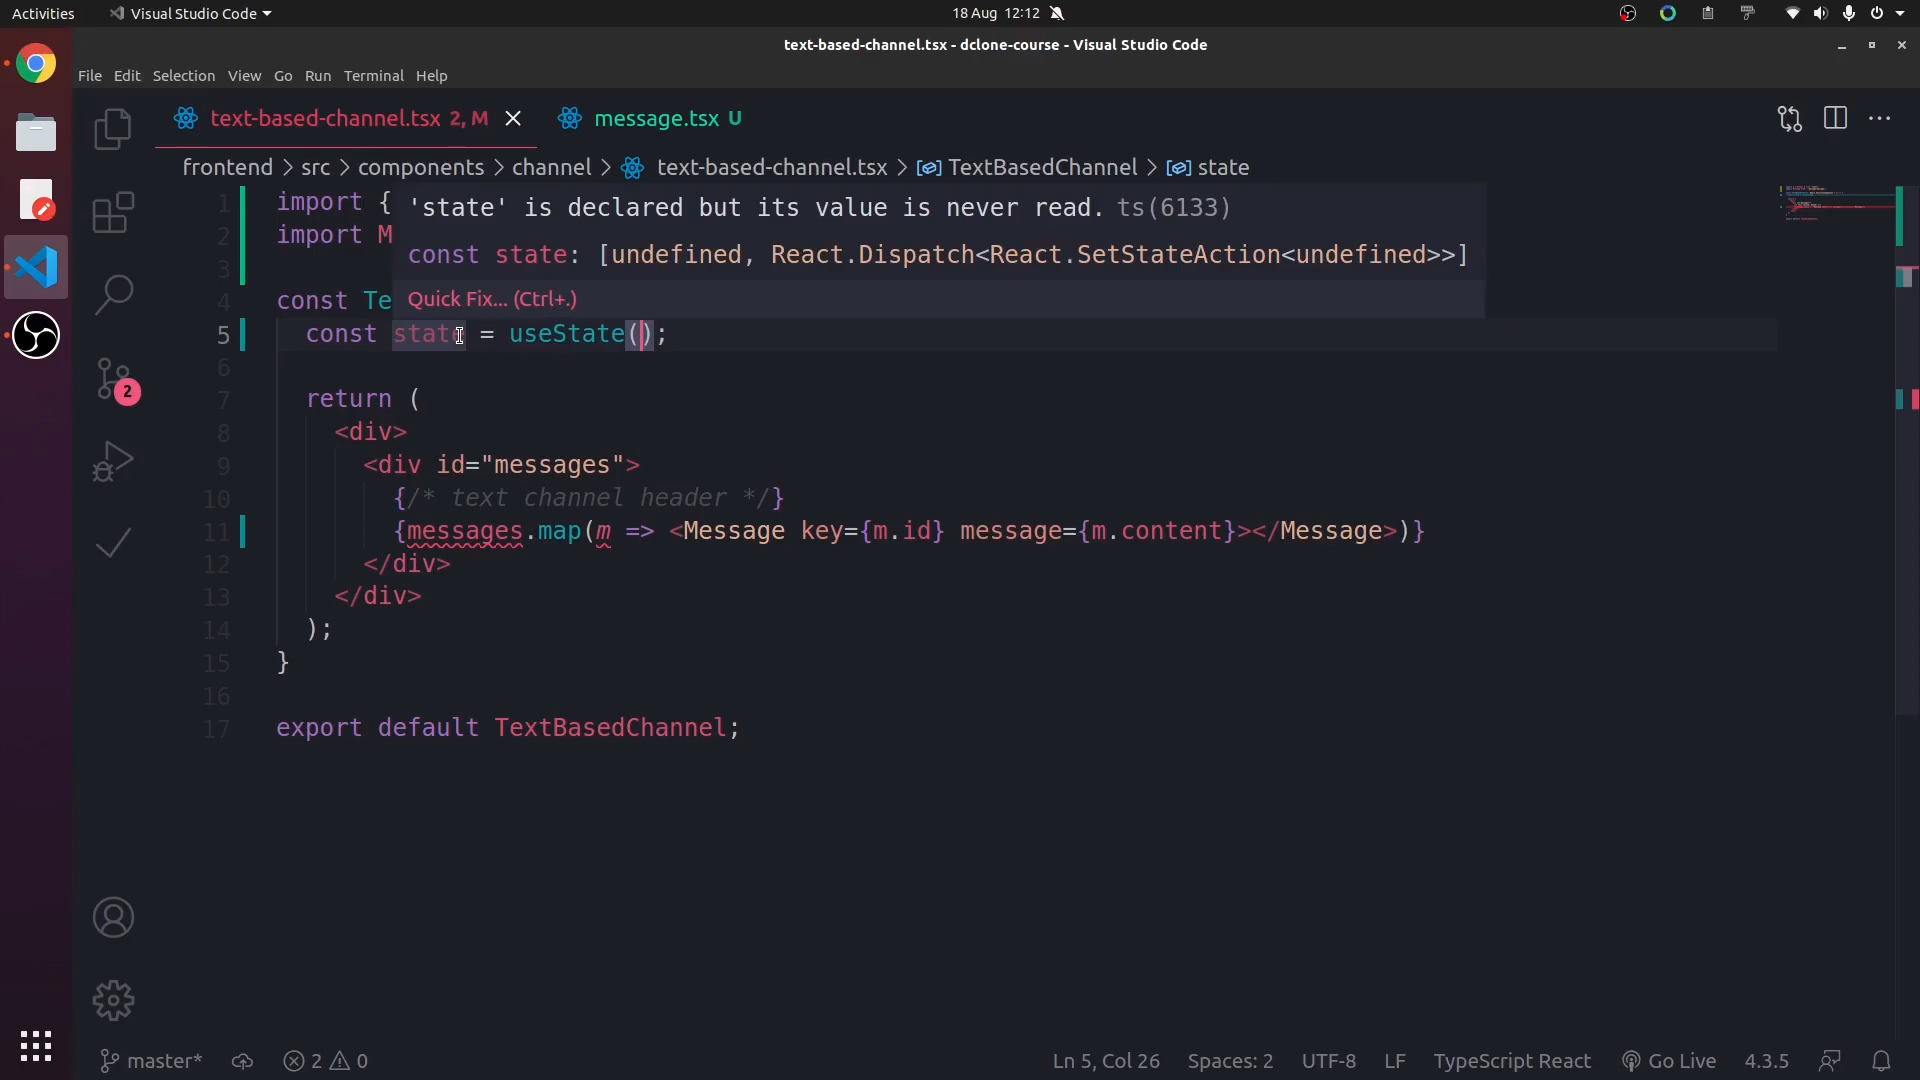 Activities
Visual Studio Code
18 Aug 12:12
text-based-channel.tsx - dclone-course - Visual Studio Code
File Edit Selection View Go Run Terminal Help
text-based-channel.tsx 2, M
message.tsx U
frontend > src > components > channel > text-based-channel.tsx > TextBasedChannel > state
1 import {
'state' is declared but its value is never read. ts(6133)
2 import M
const state: [undefined, React.Dispatch<React.SetStateAction<undefined>>]
3
Quick Fix... (Ctrl+.)
4 const Te
5 const state = useState();
6
7 return (
8 <div>
9 <div id="messages">
10 {/* text channel header */}
11 {messages.map(m => <Message key={m.id} message={m.content}></Message>)}
12 </div>
13 </div>
14 );
15 }
16
17 export default TextBasedChannel;
2
master* 2 0
Ln 5, Col 26 Spaces: 2 UTF-8 LF TypeScript React Go Live 4.3.5